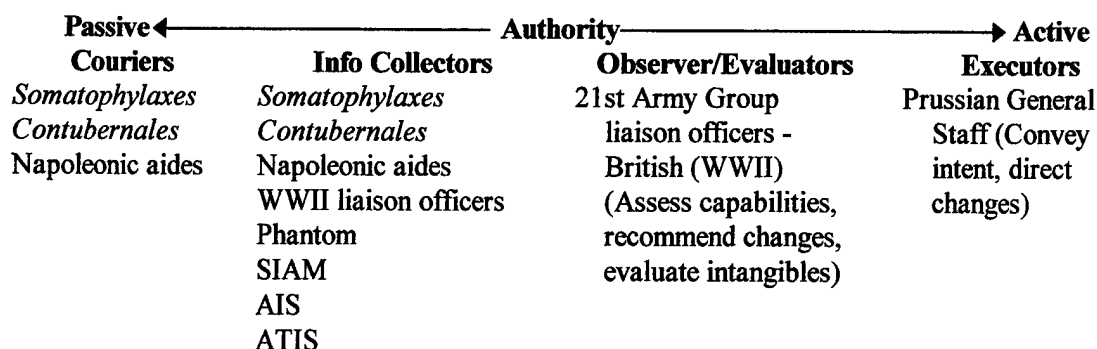 Passive Authority Active
Couriers Info Collectors Observer/Evaluators Executors
Somatophylaxes Somatophylaxes 21st Army Group Prussian General
Contubernales Contubernales liaison officers - Staff (Convey
Napoleonic aides Napoleonic aides British (WWII) intent, direct
WWII liaison officers (Assess capabilities, changes)
Phantom recommend changes,
SIAM evaluate intangibles)
AIS
ATIS